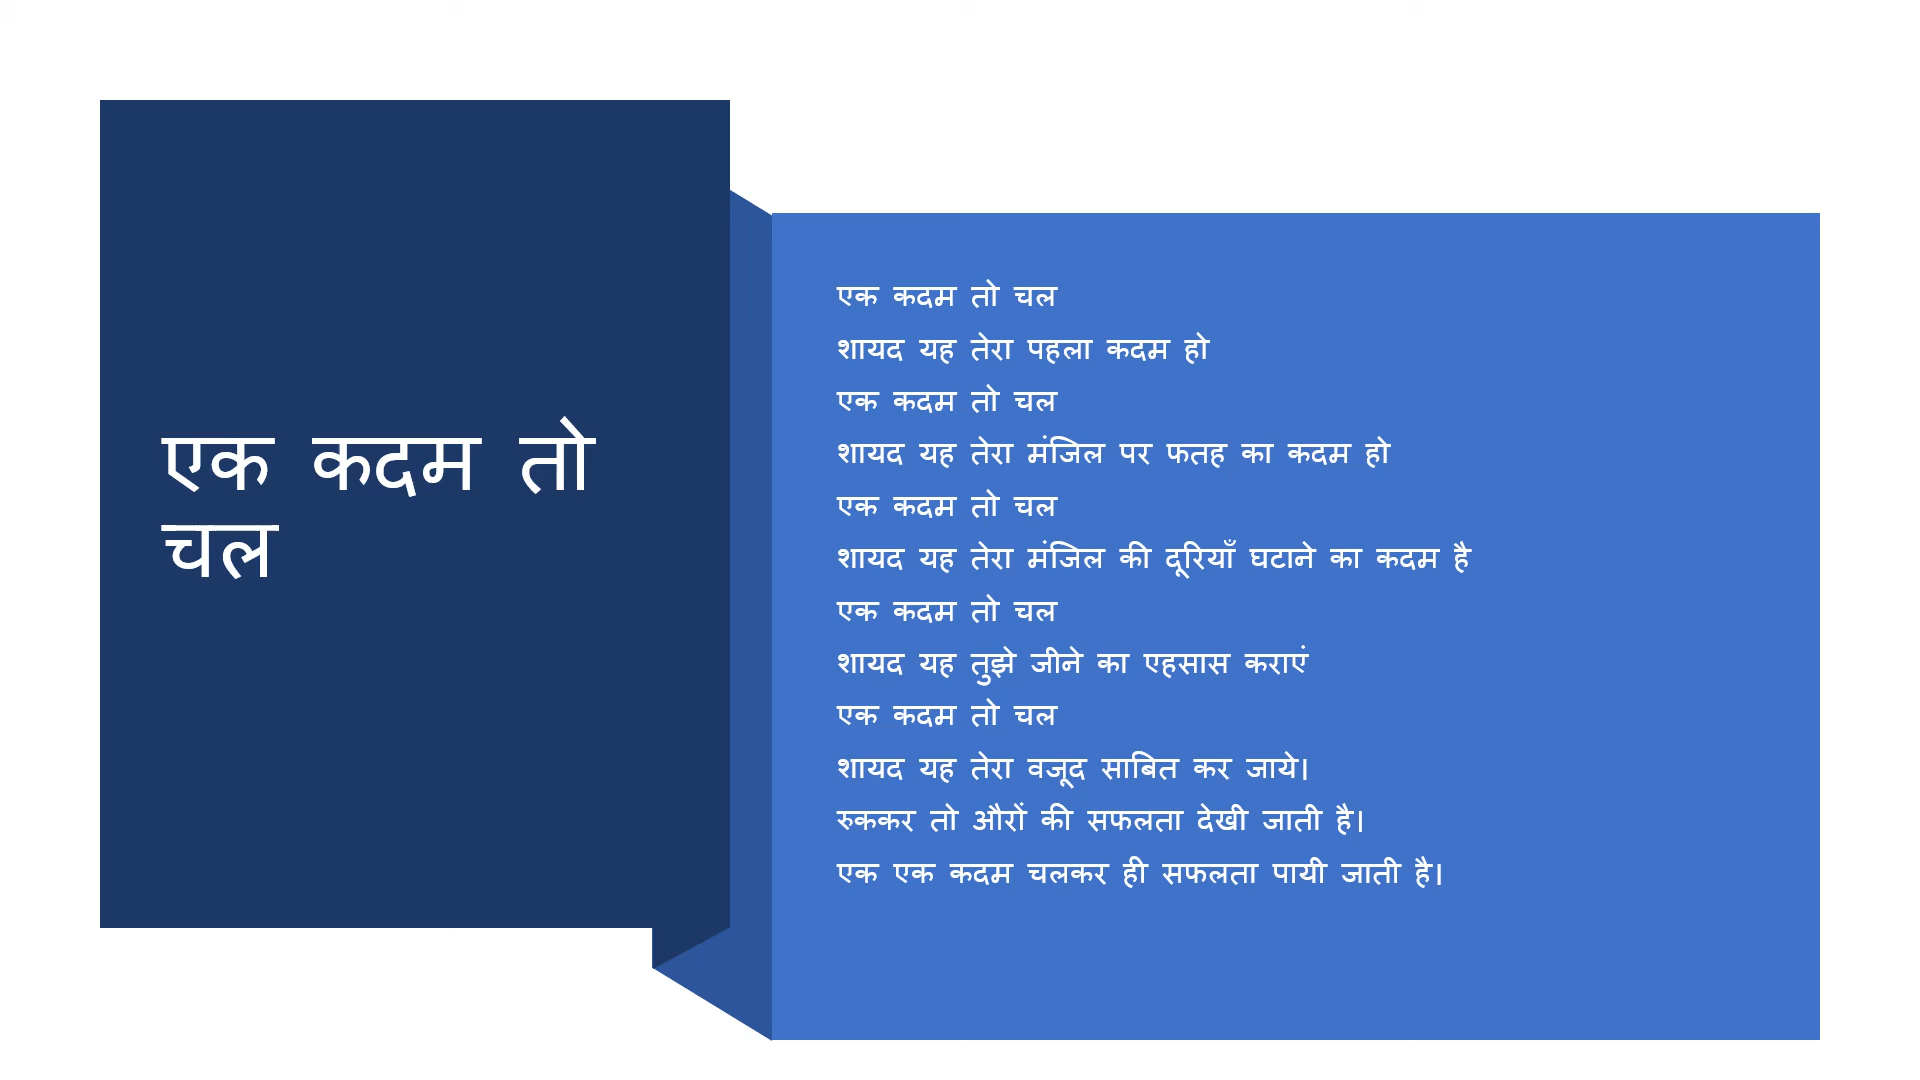 एक कदम तो
चल
एक कदम तो चल
शायद यह तेरा पहला कदम हो
एक कदम तो चल
शायद यह तेरा मंजिल पर फतह का कदम हो
एक कदम तो चल
शायद यह तेरा मंजिल की दूरियाँ घटाने का कदम है
एक कदम तो चल
शायद यह तुझे जीने का एहसास कराएं
एक कदम तो चल
शायद यह तेरा वजूद साबित कर जाये।
रुककर तो औरों की सफलता देखी जाती है।
एक एक कदम चलकर ही सफलता पायी जाती है।